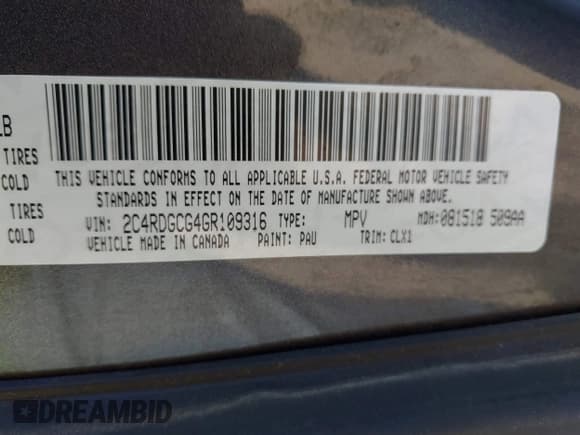 LB
TIRES
COLD
TIRES
COLD
THIS VEHICLE CONFORMS TO ALL APPLICABLE U.S.A. FEDERAL MOTOR VEHICLE SAFETY
STANDARDS IN EFFECT ON THE DATE OF MANUFACTURE SHOWN ABOVE.
VIN: 2C4RDGCG4GR109316 TYPE: MPV MDH:081518 509AA
VEHICLE MADE IN CANADA PAINT: PAU TRIM: CLX1
DREAMBID